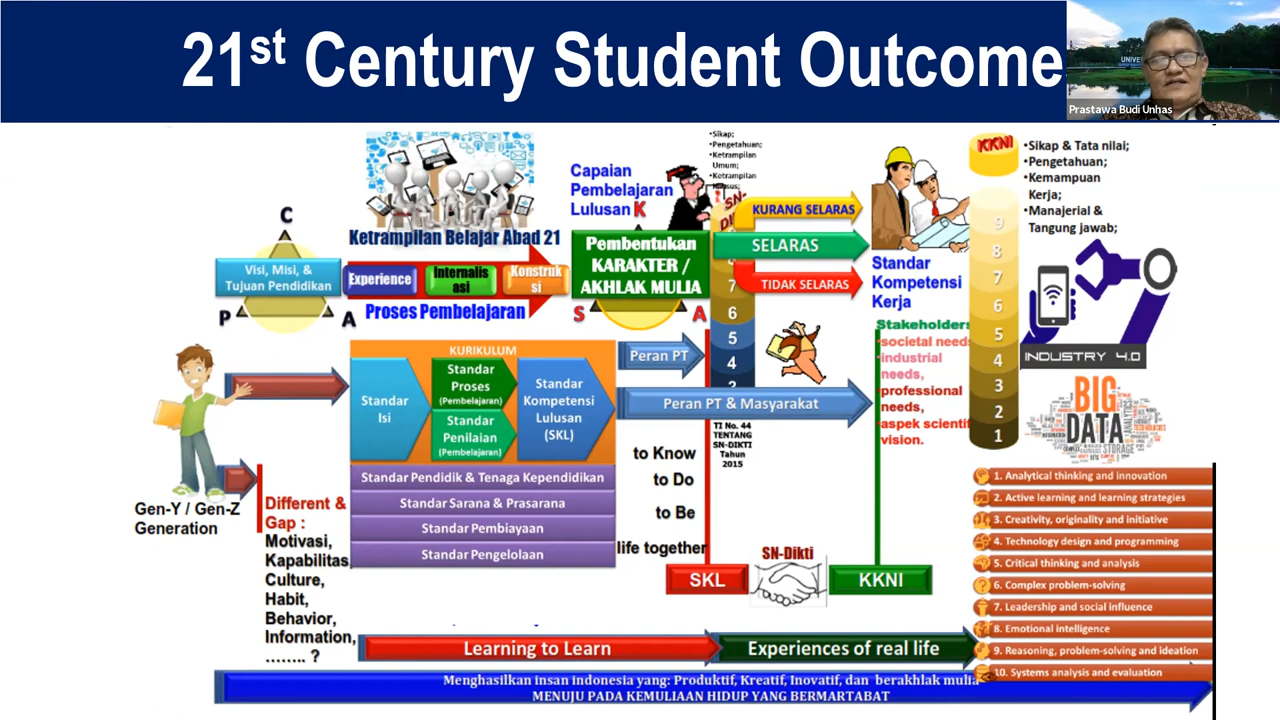 21st Century Student Outcome
UNIVE
Prastawa Budi Unhas
C
Visi, Misi, &
Tujuan Pendidikan
P
A
Ketrampilan Belajar Abad 21
Experience
Internalis
asi
Konstruk
si
Proses Pembelajaran
Capaian
Pembelajaran
Lulusan
K
Pembentukan
KARAKTER /
AKHLAK MULIA
S
A
•Sikap;
•Pengetahuan;
•Ketrampilan
Umum;
•Ketrampilan
SN-
KURANG SELARAS
SELARAS
TIDAK SELARAS
7
6
5
4
Standar
Kompetensi
Kerja
KKNI
•Sikap & Tata nilai;
•Pengetahuan;
•Kemampuan
Kerja;
•Manajerial &
Tangung jawab;
9
8
7
6
5
4
3
2
1
INDUSTRY 4.0
BIG
DATA
ANALYTICS
STORAGE
Stakeholders
•societal needs
•industrial
needs,
•professional
needs,
•aspek scientif
vision.
Gen-Y / Gen-Z
Generation
Different &
Gap :
Motivasi,
Kapabilitas,
Culture,
Habit,
Behavior,
Information,
........ ?
KURIKULUM
Standar
Isi
Standar
Proses
(Pembelajaran)
Standar
Penilaian
(Pembelajaran)
Standar
Kompetensi
Lulusan
(SKL)
Standar Pendidik & Tenaga Kependidikan
Standar Sarana & Prasarana
Standar Pembiayaan
Standar Pengelolaan
Peran PT
Peran PT & Masyarakat
TI No. 44
TENTANG
SN-DIKTI
Tahun
2015
to Know
to Do
to Be
life together
SKL
SN-Dikti
KKNI
1. Analytical thinking and innovation
2. Active learning and learning strategies
3. Creativity, originality and initiative
4. Technology design and programming
5. Critical thinking and analysis
6. Complex problem-solving
7. Leadership and social influence
8. Emotional intelligence
9. Reasoning, problem-solving and ideation
10. Systems analysis and evaluation
Learning to Learn
Experiences of real life
Menghasilkan insan indonesia yang: Produktif, Kreatif, Inovatif, dan berakhlak mulia
MENUJU PADA KEMULIAAN HIDUP YANG BERMARTABAT